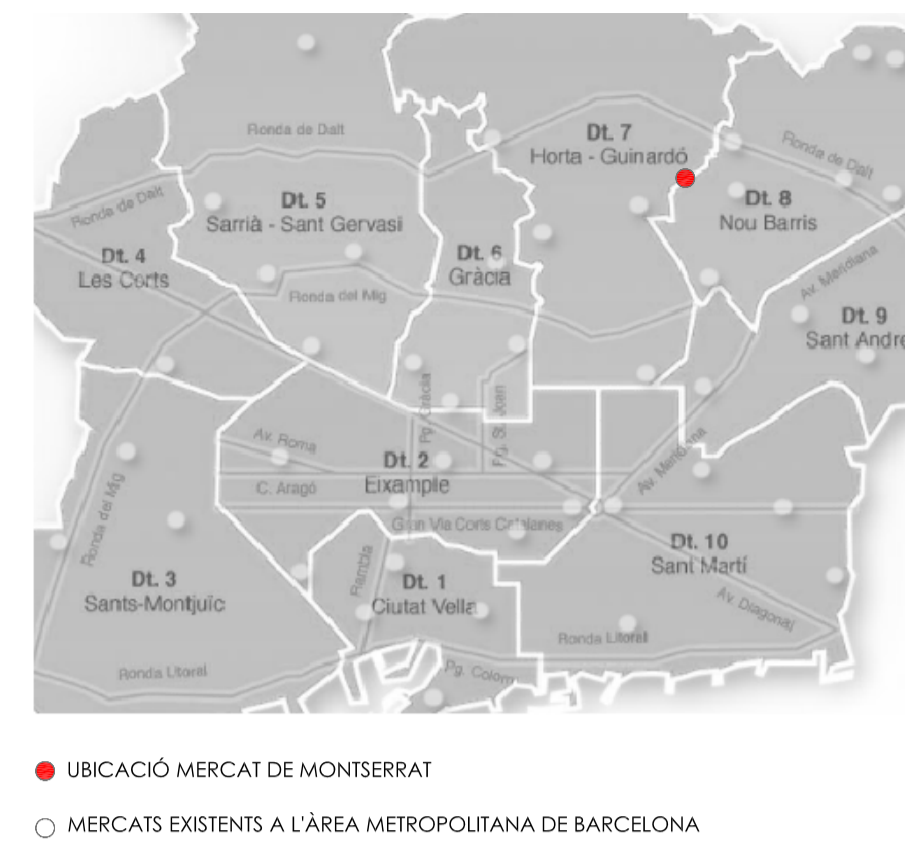 Ronda de Dalt
Dt. 7
Horta - Guinardó
Ronda de Dalt
Ronda de Dalt
Dt. 5
Sarrià - Sant Gervasi
Dt. 8
Nou Barris
Dt. 4
Les Corts
Dt. 6
Gràcia
Av. Meridiana
Ronda del Mig
Dt. 9
Sant Andre
Pg. Gràcia
Pg. St. Joan
Av. Roma
Dt. 2
Eixample
C. Aragó
Av. Meridiana
Ronda del Mig
Gran Via Corts Catalanes
Dt. 10
Sant Martí
Dt. 3
Sants-Montjuïc
Rambla
Dt. 1
Ciutat Vella
Av. Diagonal
Ronda Litoral
Ronda Litoral
Pg. Colom
UBICACIÓ MERCAT DE MONTSERRAT
MERCATS EXISTENTS A L'ÀREA METROPOLITANA DE BARCELONA